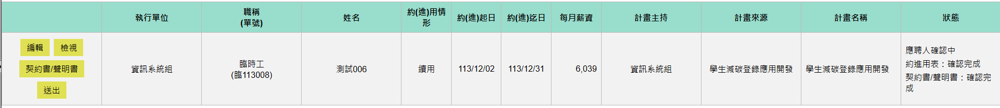 執行單位
職稱
(單號)
姓名
約(進)用情
形
約(進)起日
約(進)迄日
每月薪資
計畫主持
計畫來源
計畫名稱
狀態
編輯 檢視
契約書/聲明書
送出
資訊系統組
臨時工
(臨113008)
測試006
續用
113/12/02
113/12/31
6,039
資訊系統組
學生減碳登錄應用開發
學生減碳登錄應用開發
應聘人確認中
約進用表：確認完成
契約書/聲明書：確認完
成